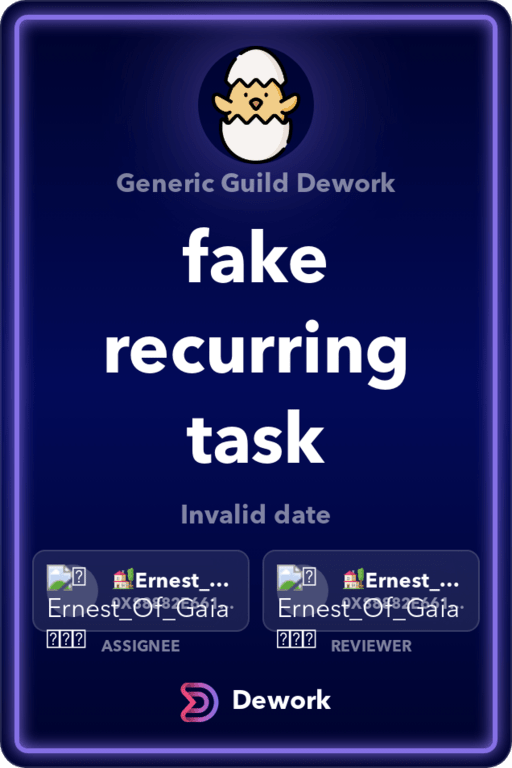 Generic Guild Dework
fake
recurring
task
Invalid date
🏡Ernest_...
Ernest_Of_Gaia
ASSIGNEE
🏡Ernest_...
Ernest_Of_Gaia
REVIEWER
Dework